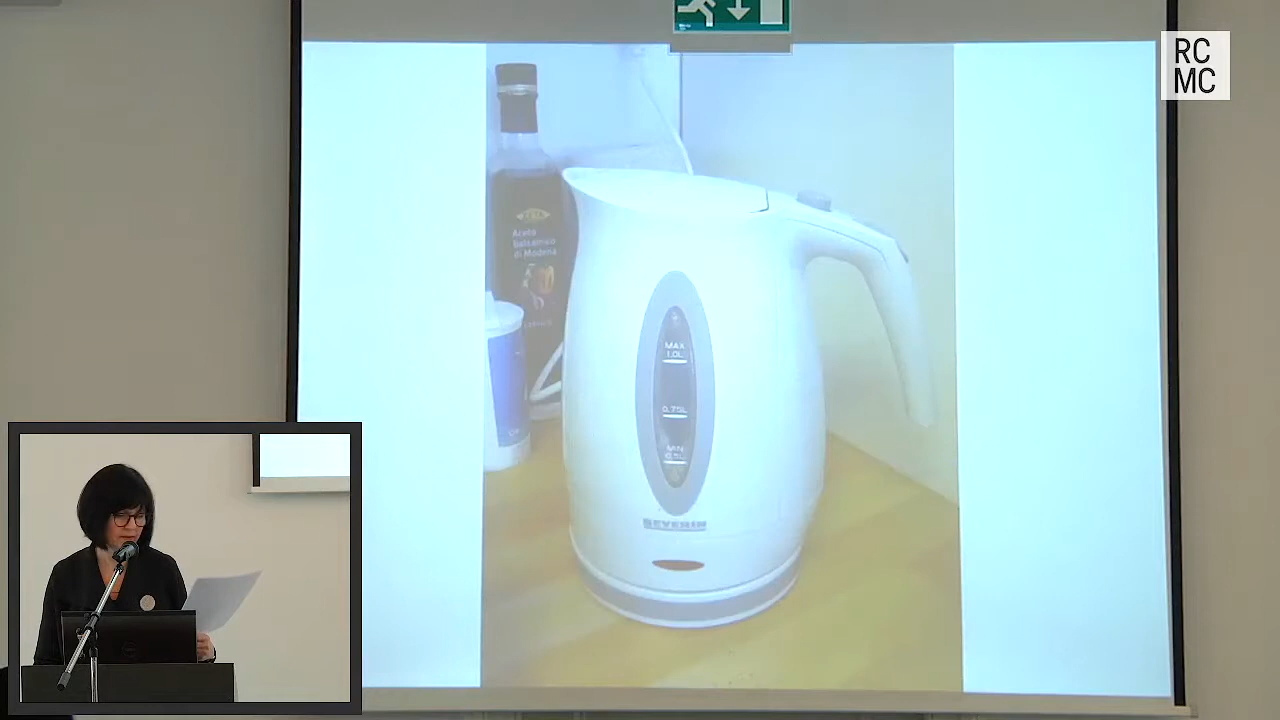 RC
MC
Aceto
balsamico
di Modena
MAX
1.0L
0.75L
MIN
SEVERIN